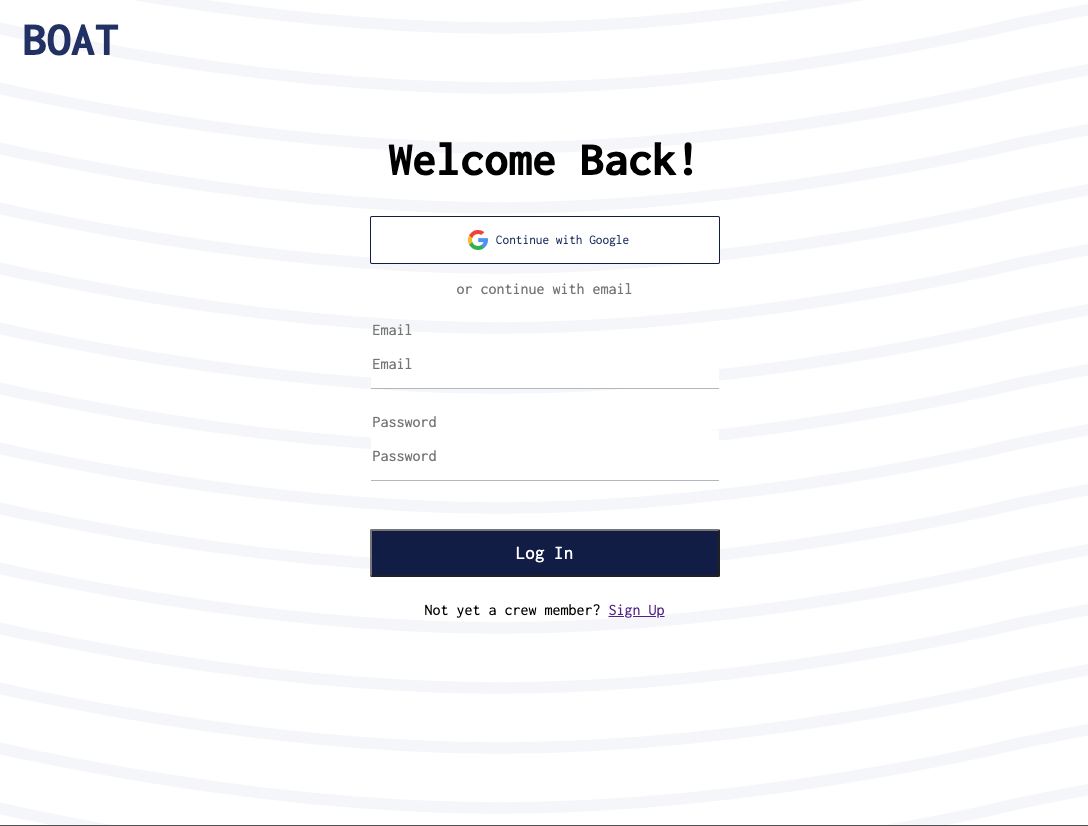 BOAT
Welcome Back!
Continue with Google
or continue with email
Email
Email
Password
Password
Log In
Not yet a crew member? Sign Up